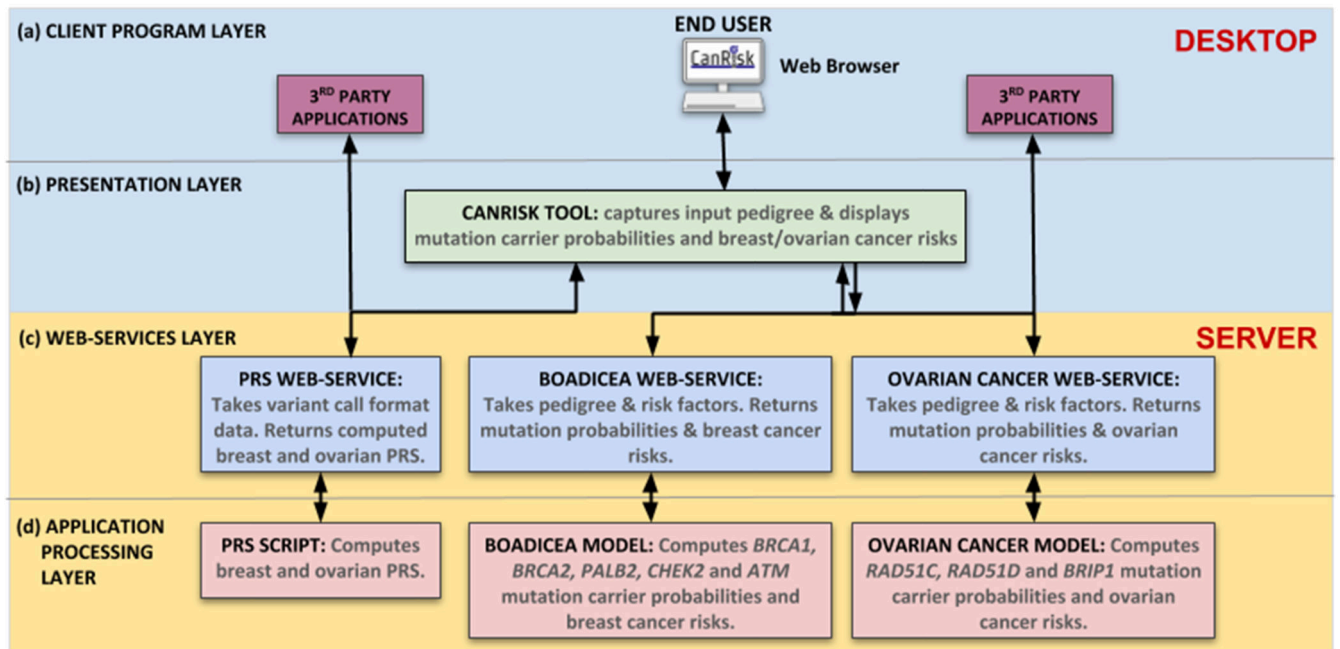 (a) CLIENT PROGRAM LAYER
END USER
DESKTOP
CanRisk
Web Browser
3RD PARTY
APPLICATIONS
3RD PARTY
APPLICATIONS
(b) PRESENTATION LAYER
CANRISK TOOL: captures input pedigree & displays
mutation carrier probabilities and breast/ovarian cancer risks
(c) WEB-SERVICES LAYER
SERVER
PRS WEB-SERVICE:
Takes variant call format
data. Returns computed
breast and ovarian PRS.
BOADICEA WEB-SERVICE:
Takes pedigree & risk factors. Returns
mutation probabilities & breast cancer
risks.
OVARIAN CANCER WEB-SERVICE:
Takes pedigree & risk factors. Returns
mutation probabilities & ovarian
cancer risks.
(d) APPLICATION
PROCESSING
LAYER
PRS SCRIPT: Computes
breast and ovarian PRS.
BOADICEA MODEL: Computes BRCA1,
BRCA2, PALB2, CHEK2 and ATM
mutation carrier probabilities and
breast cancer risks.
OVARIAN CANCER MODEL: Computes
RAD51C, RAD51D and BRIP1 mutation
carrier probabilities and ovarian
cancer risks.